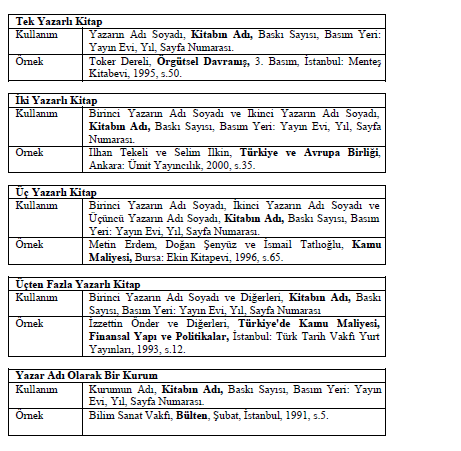 Tek Yazarlı Kitap
Kullanım Yazarın Adı Soyadı, Kitabın Adı, Baskı Sayısı, Basım Yeri:
Yayın Evi, Yıl, Sayfa Numarası.
Örnek Toker Dereli, Örgütsel Davranış, 3. Basım, İstanbul: Menteş
Kitabevi, 1995, s.50.
İki Yazarlı Kitap
Kullanım Birinci Yazarın Adı Soyadı ve İkinci Yazarın Adı Soyadı,
Kitabın Adı, Baskı Sayısı, Basım Yeri: Yayın Evi, Yıl, Sayfa
Numarası.
Örnek İlhan Tekeli ve Selim İlkin, Türkiye ve Avrupa Birliği,
Ankara: Ümit Yayıncılık, 2000, s.35.
Üç Yazarlı Kitap
Kullanım Birinci Yazarın Adı Soyadı, İkinci Yazarın Adı Soyadı ve
Üçüncü Yazarın Adı Soyadı, Kitabın Adı, Baskı Sayısı, Basım
Yeri: Yayın Evi, Yıl, Sayfa Numarası.
Örnek Metin Erdem, Doğan Şenyüz ve İsmail Tatlıoğlu, Kamu
Maliyesi, Bursa: Ekin Kitapevi, 1996, s.65.
Üçten Fazla Yazarlı Kitap
Kullanım Birinci Yazarın Adı Soyadı ve Diğerleri, Kitabın Adı, Baskı
Sayısı, Basım Yeri: Yayın Evi, Yıl, Sayfa Numarası
Örnek İzzettin Önder ve Diğerleri, Türkiye'de Kamu Maliyesi,
Finansal Yapı ve Politikalar, İstanbul: Türk Tarih Vakfı Yurt
Yayınları, 1993, s.12.
Yazar Adı Olarak Bir Kurum
Kullanım Kurumun Adı, Kitabın Adı, Baskı Sayısı, Basım Yeri: Yayın
Evi, Yıl, Sayfa Numarası.
Örnek Bilim Sanat Vakfı, Bülten, Şubat, İstanbul, 1991, s.5.